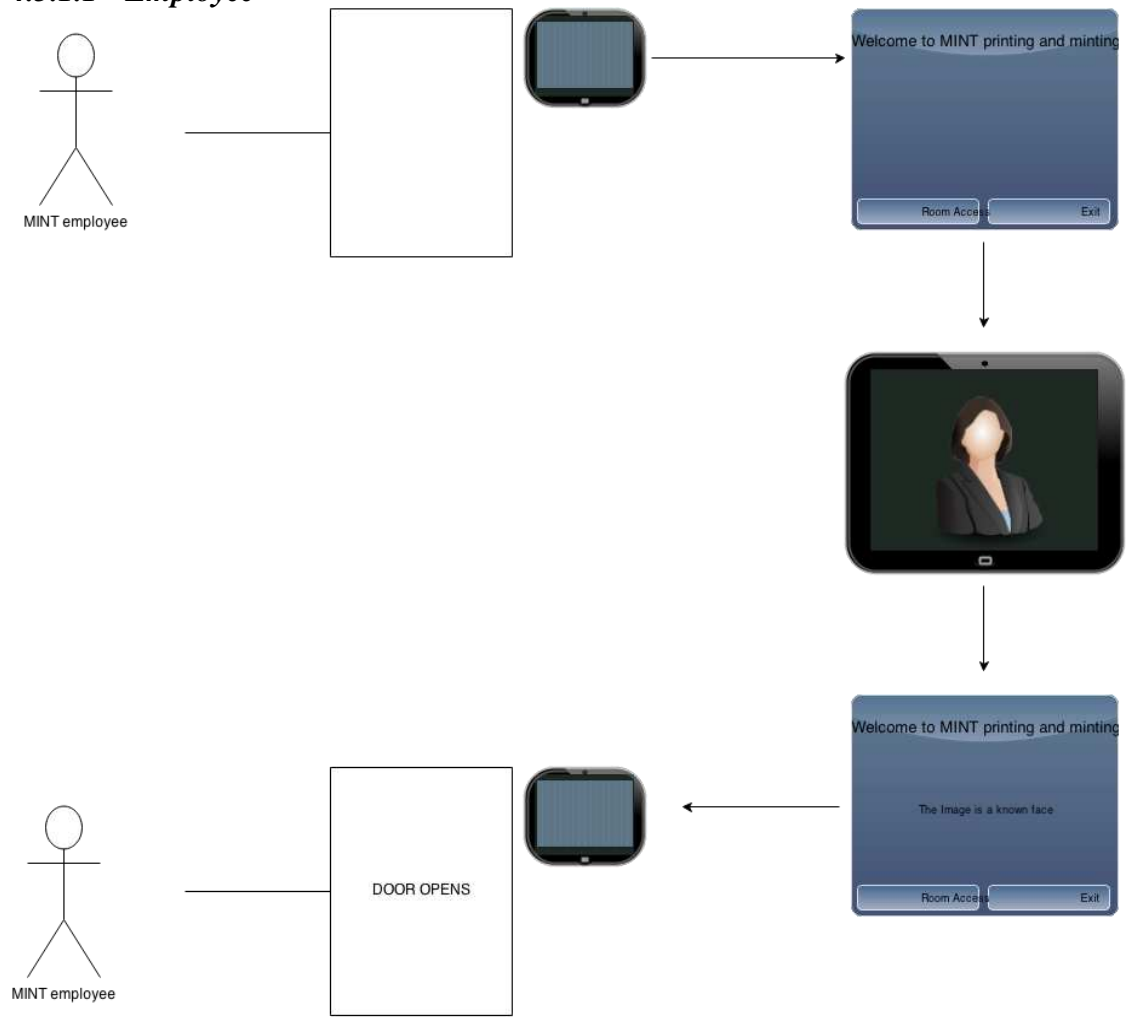 Employee
Welcome to MINT printing and minting
MINT employee
Room Access
Exit
Welcome to MINT printing and minting
The Image is a known face
DOOR OPENS
Room Access
Exit
MINT employee